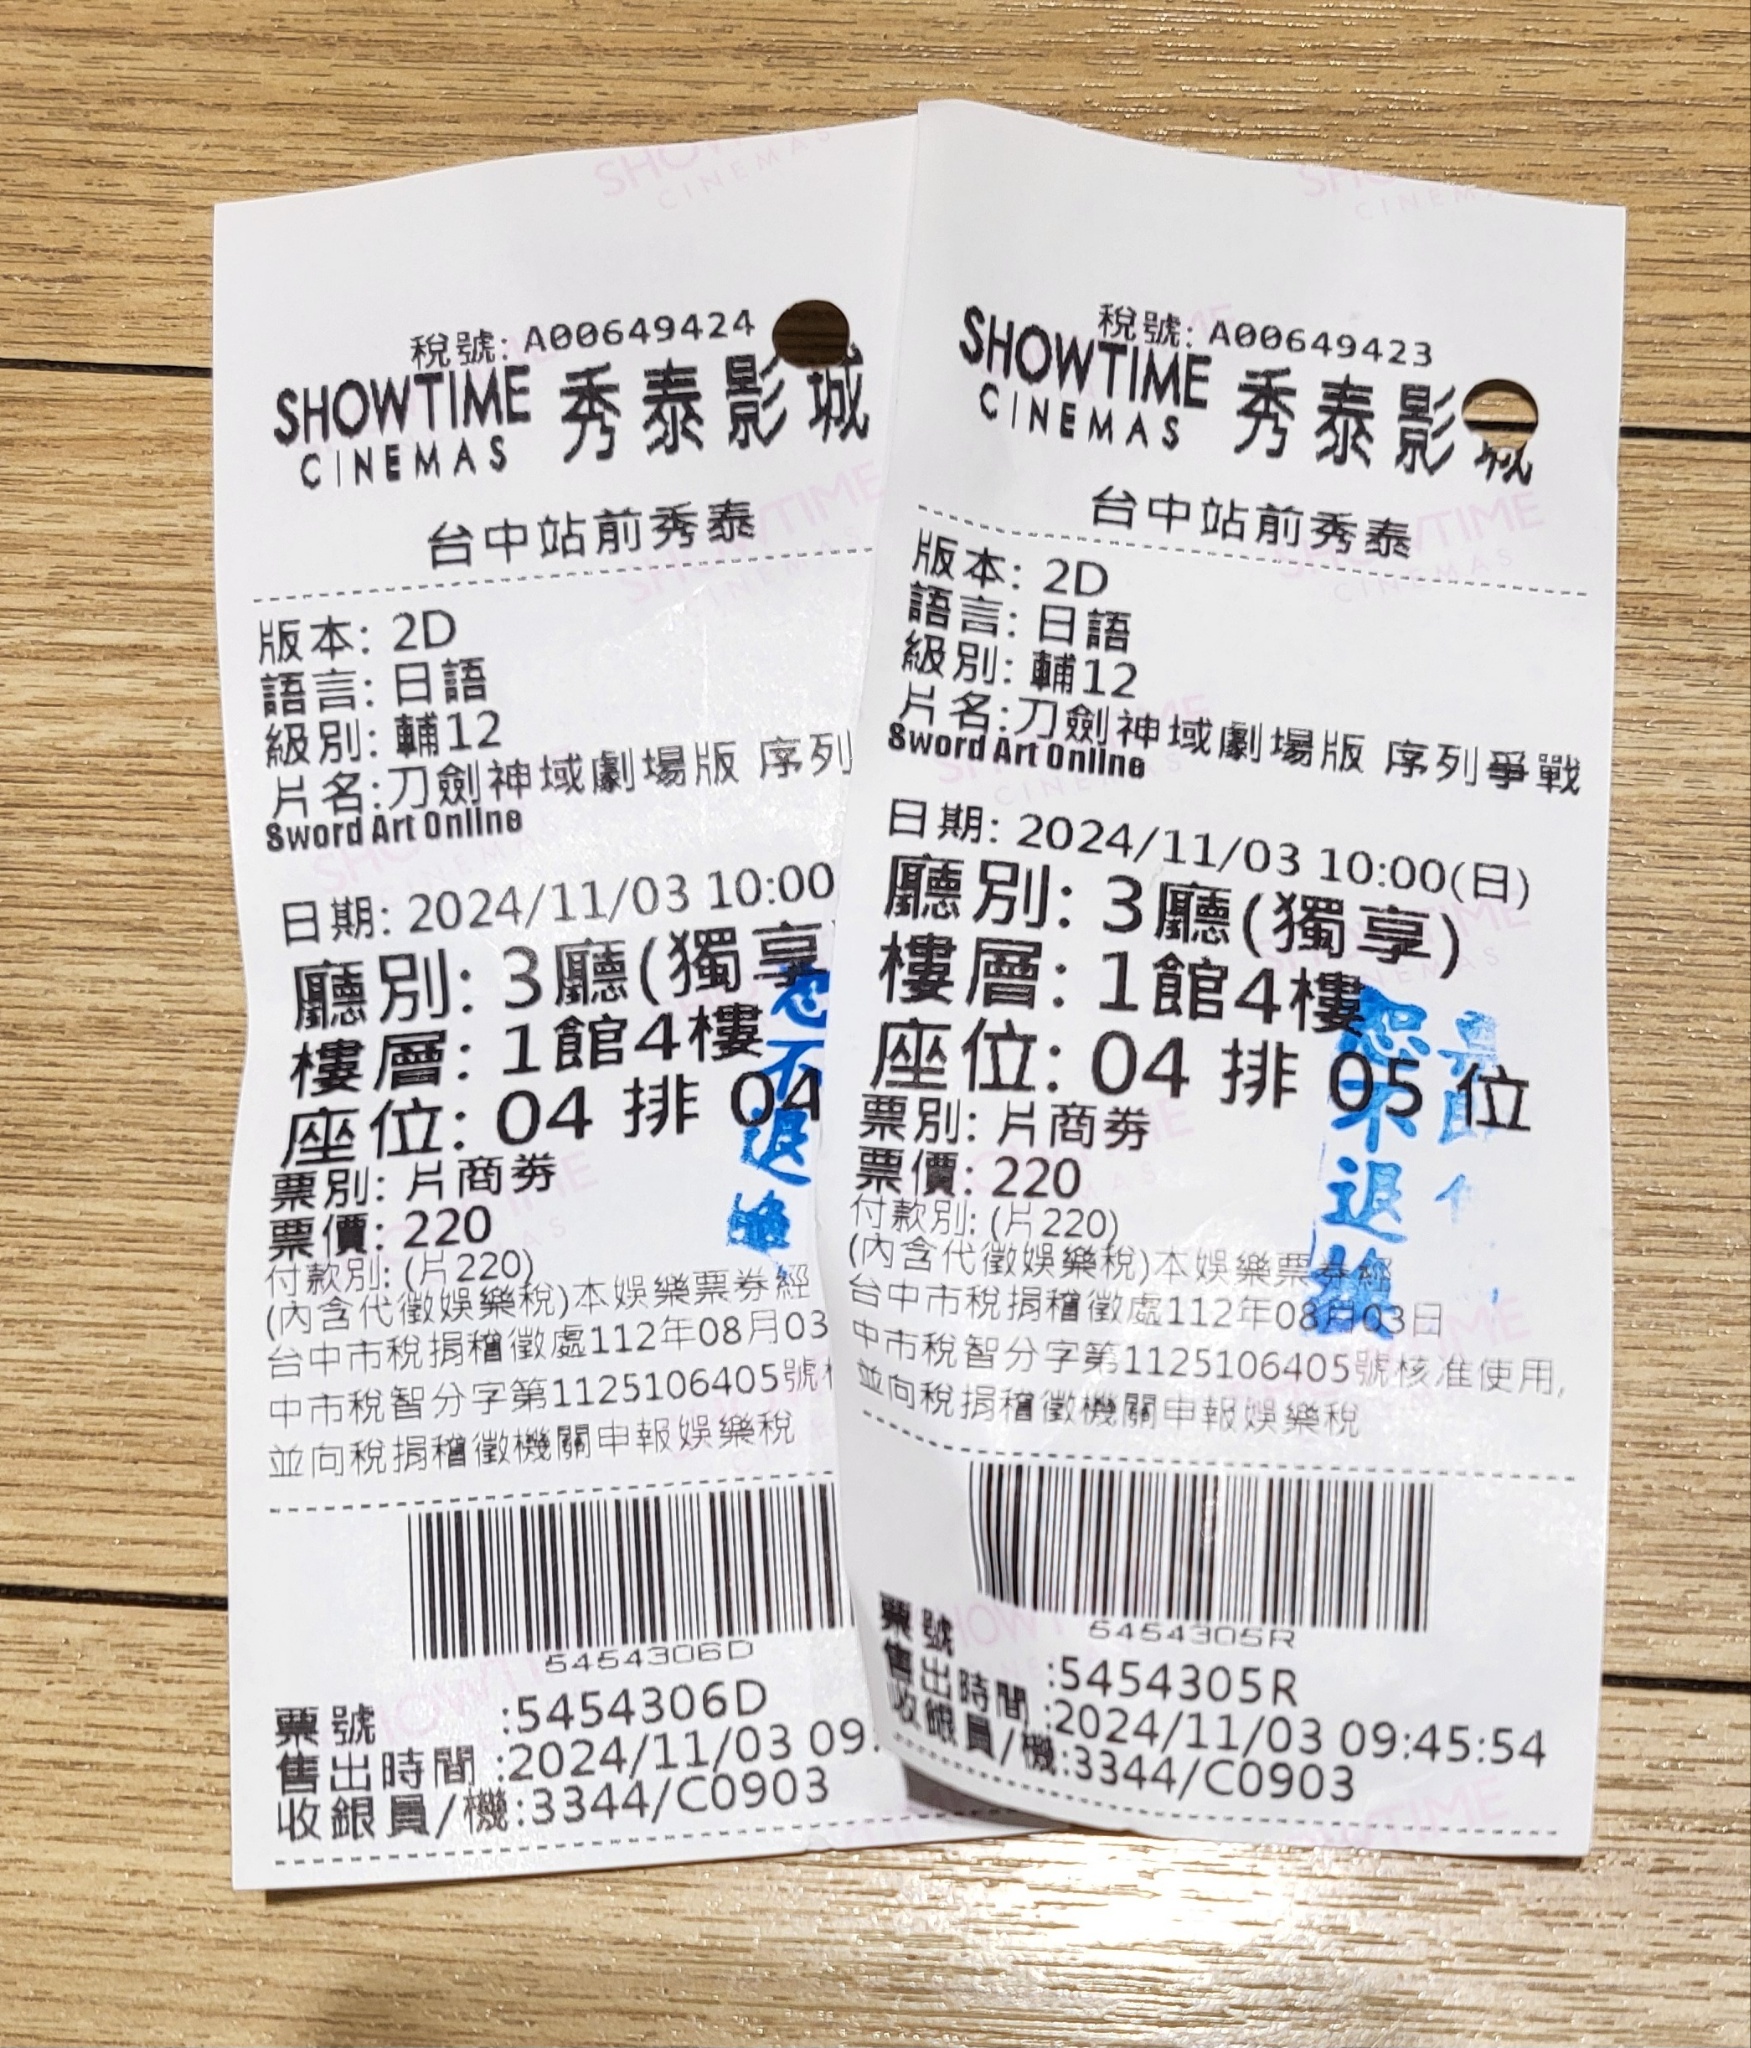 稅號: A00649424
SHOWTIME
CINEMAS
秀泰影城
台中站前秀泰
版本: 2D
語言: 日語
級別: 輔12
片名:刀劍神域劇場版 序列
Sword Art Online
日期: 2024/11/03 10:00
廳別: 3廳(獨享)
樓層: 1館4樓
座位: 04 排 04
票別: 片商券
票價: 220
付款別: (片220)
(內含代徵娛樂稅)本娛樂票券經
台中市稅捐稽徵處112年08月03
中市稅智分字第1125106405號
並向稅捐稽徵機關申報娛樂稅
恕不退換
5454306D
票號 :5454306D
售出時間 :2024/11/03 09:
收銀員/機:3344/C0903
稅號: A00649423
SHOWTIME
CINEMAS
秀泰影城
台中站前秀泰
版本: 2D
語言: 日語
級別: 輔12
片名:刀劍神域劇場版 序列爭戰
Sword Art Online
日期: 2024/11/03 10:00(日)
廳別: 3廳(獨享)
樓層: 1館4樓
座位: 04 排 05 位
票別: 片商券
票價: 220
付款別: (片220)
(內含代徵娛樂稅)本娛樂票券經
台中市稅捐稽徵處112年08月03日
中市稅智分字第1125106405號核准使用,
並向稅捐稽徵機關申報娛樂稅
恕不退換
5454305R
票號 :5454305R
售出時間 :2024/11/03 09:45:54
收銀員/機:3344/C0903